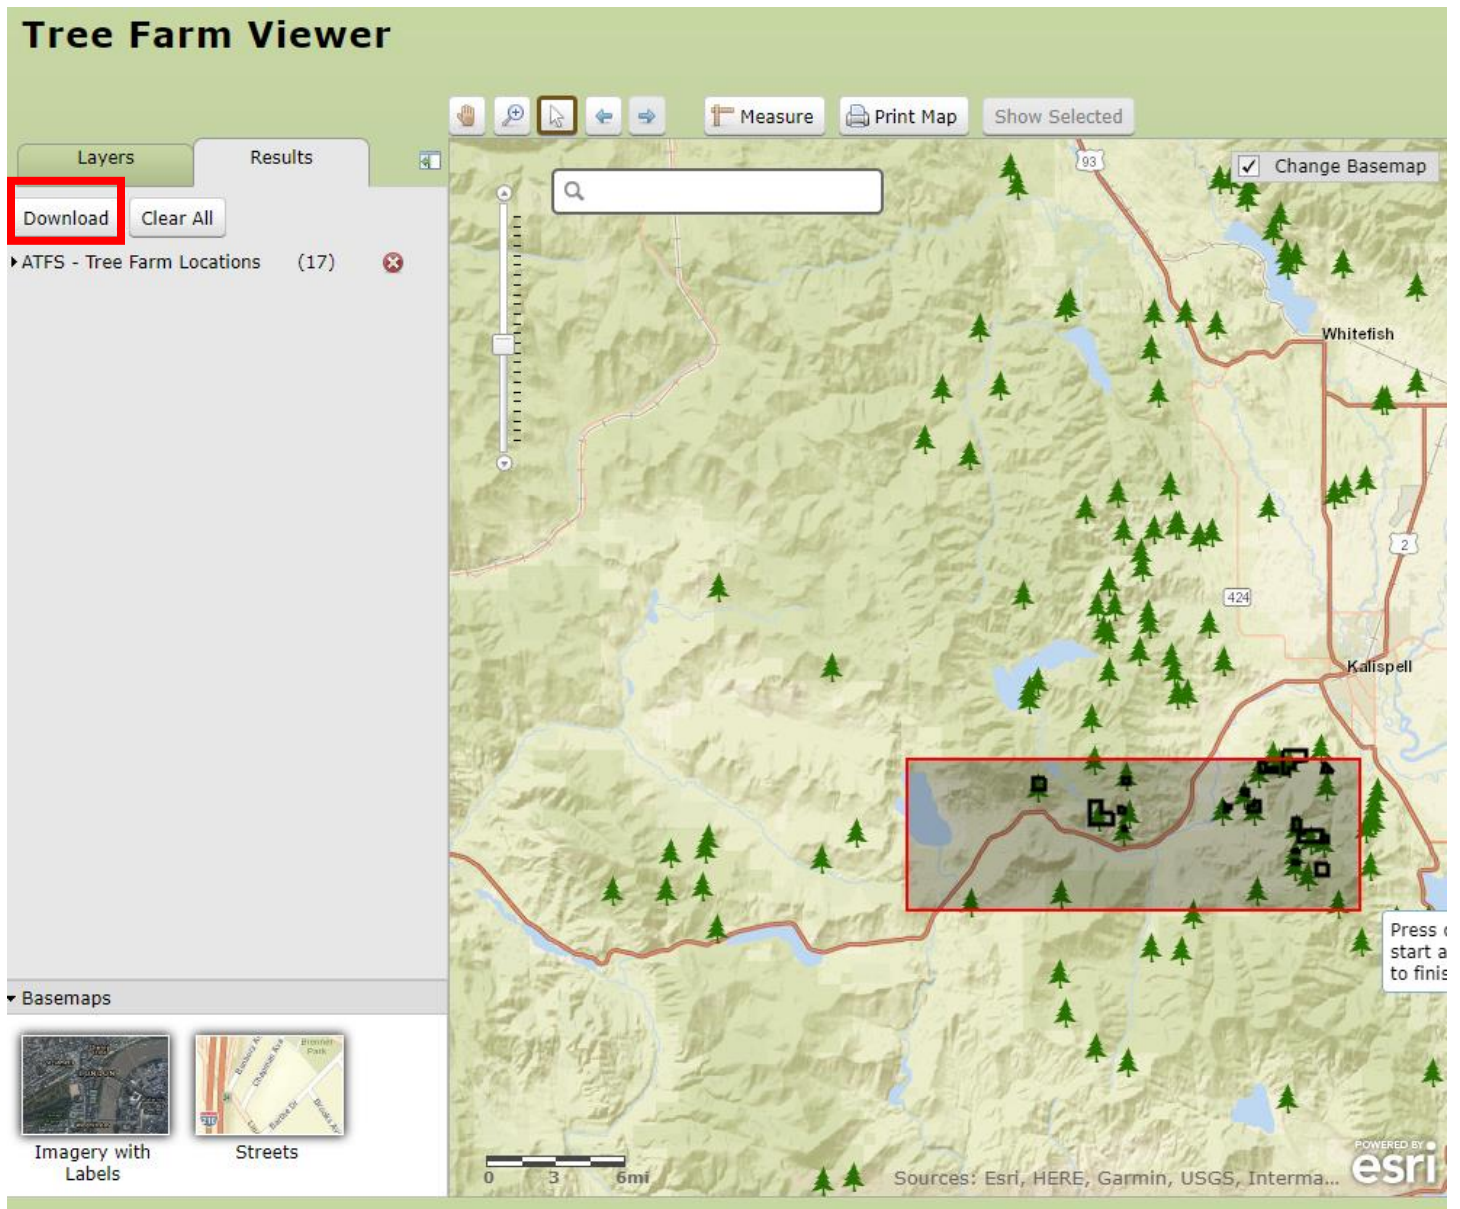 Tree Farm Viewer
Measure
Print Map
Show Selected
Layers
Results
Change Basemap
Download
Clear All
ATFS - Tree Farm Locations (17)
93
Whitefish
2
424
Kalispell
Press
start a
to finis
Basemaps
Imagery with
Labels
Streets
0 3 6mi
Sources: Esri, HERE, Garmin, USGS, Interma...
POWERED BY
esri